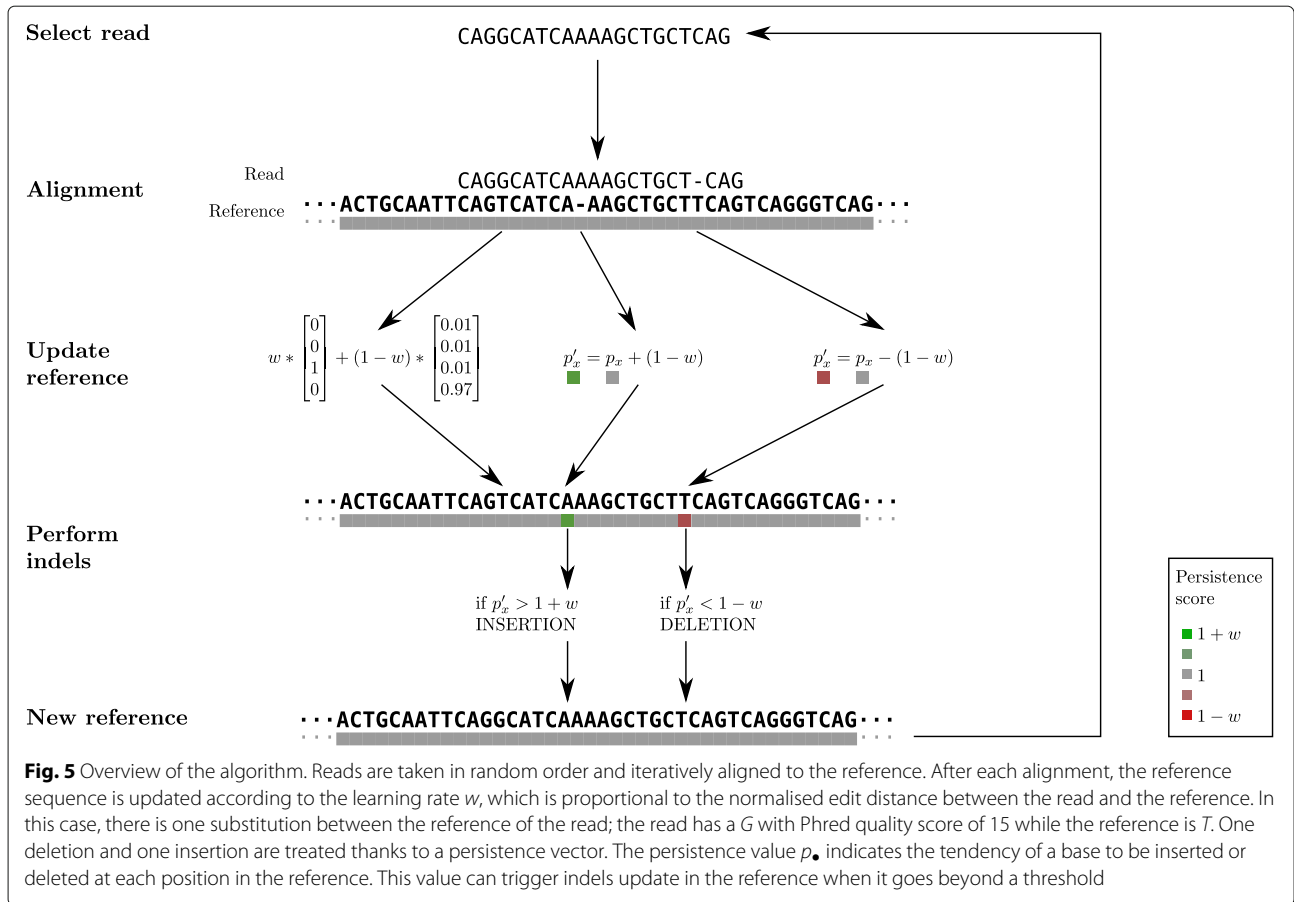 Select read
CAGGCATCAAAAGCTGCTCAG
Alignment
Read
CAGGCATCAAAAGCTGCT-CAG
Reference
···ACTGCAATTCAGTCATCA-AAGCTGCTTCAGTCAGGGTCAG···
Update
reference
w * [0 0 1 0] + (1 − w) * [0.01 0.01 0.01 0.97]
p′ₓ = pₓ + (1 − w)
p′ₓ = pₓ − (1 − w)
···ACTGCAATTCAGTCATCAAAGCTGCTTCAGTCAGGGTCAG···
Perform
indels
if p′ₓ > 1 + w
INSERTION
if p′ₓ < 1 − w
DELETION
Persistence
score
1 + w
1
1 − w
New reference
···ACTGCAATTCAGGCATCAAAAGCTGCTCAGTCAGGGTCAG···
Fig. 5 Overview of the algorithm. Reads are taken in random order and iteratively aligned to the reference. After each alignment, the reference
sequence is updated according to the learning rate w, which is proportional to the normalised edit distance between the read and the reference. In
this case, there is one substitution between the reference of the read; the read has a G with Phred quality score of 15 while the reference is T. One
deletion and one insertion are treated thanks to a persistence vector. The persistence value p• indicates the tendency of a base to be inserted or
deleted at each position in the reference. This value can trigger indels update in the reference when it goes beyond a threshold